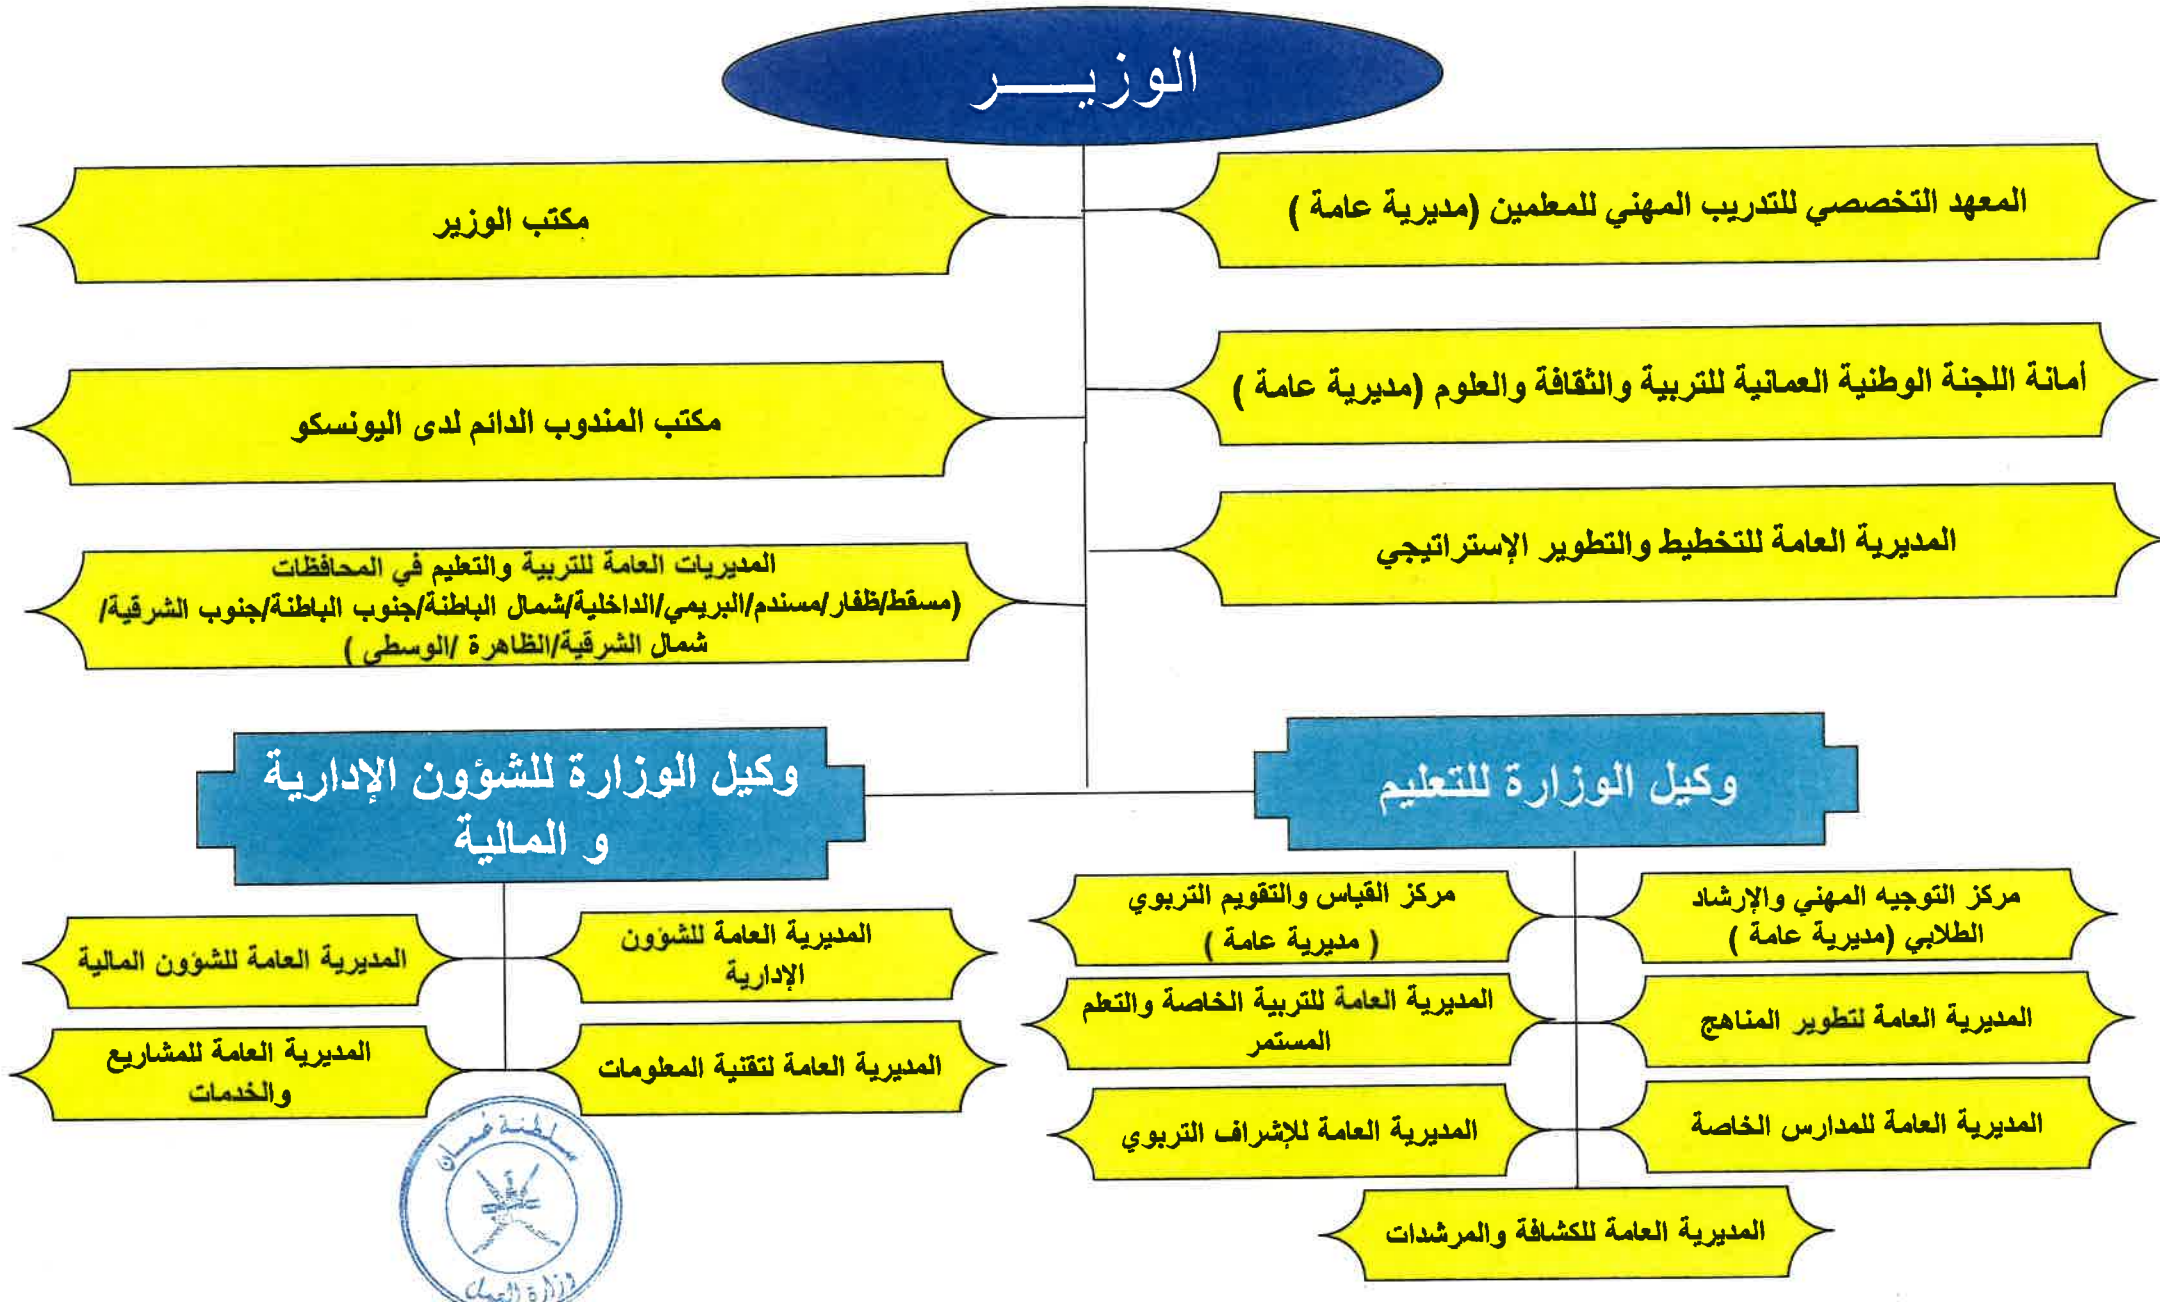 الوزيـــــر
المعهد التخصصي للتدريب المهني للمعلمين (مديرية عامة )
مكتب الوزير
أمانة اللجنة الوطنية العمانية للتربية والثقافة والعلوم (مديرية عامة )
مكتب المندوب الدائم لدى اليونسكو
المديرية العامة للتخطيط والتطوير الإستراتيجي
المديريات العامة للتربية والتعليم في المحافظات
(مسقط/ظفار/مسندم/البريمي/الداخلية/شمال الباطنة/جنوب الباطنة/جنوب الشرقية/
شمال الشرقية/الظاهرة /الوسطى )
وكيل الوزارة للتعليم
وكيل الوزارة للشؤون الإدارية
و المالية
مركز التوجيه المهني والإرشاد
الطلابي (مديرية عامة )
مركز القياس والتقويم التربوي
( مديرية عامة )
المديرية العامة لتطوير المناهج
المديرية العامة للتربية الخاصة والتعلم
المستمر
المديرية العامة للمدارس الخاصة
المديرية العامة للإشراف التربوي
المديرية العامة للكشافة والمرشدات
المديرية العامة للشؤون
الإدارية
المديرية العامة للشؤون المالية
المديرية العامة لتقنية المعلومات
المديرية العامة للمشاريع
والخدمات
سلطنة عمان
وزارة العمل